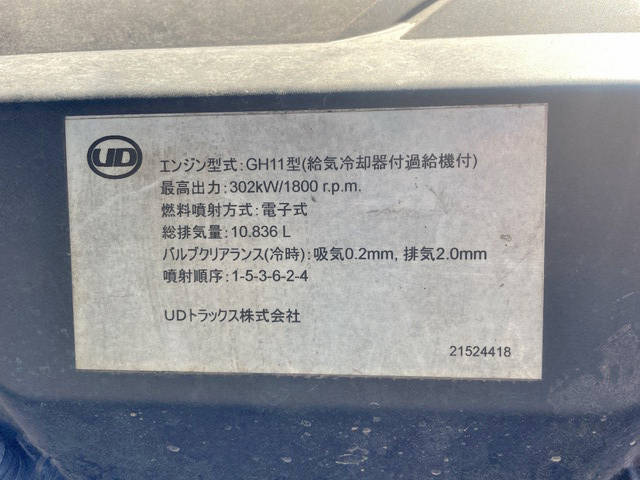 UD
エンジン型式:GH11型(給気冷却器付過給機付)
最高出力:302kW/1800 r.p.m.
燃料噴射方式:電子式
総排気量:10.836 L
バルブクリアランス(冷時):吸気0.2mm, 排気2.0mm
噴射順序:1-5-3-6-2-4
UDトラックス株式会社
21524418